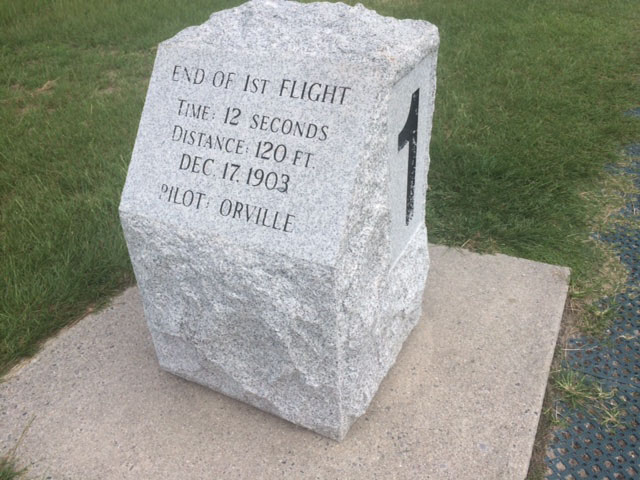 END OF 1ST FLIGHT
TIME: 12 SECONDS
DISTANCE: 120 FT.
DEC. 17, 1903
PILOT: ORVILLE
1